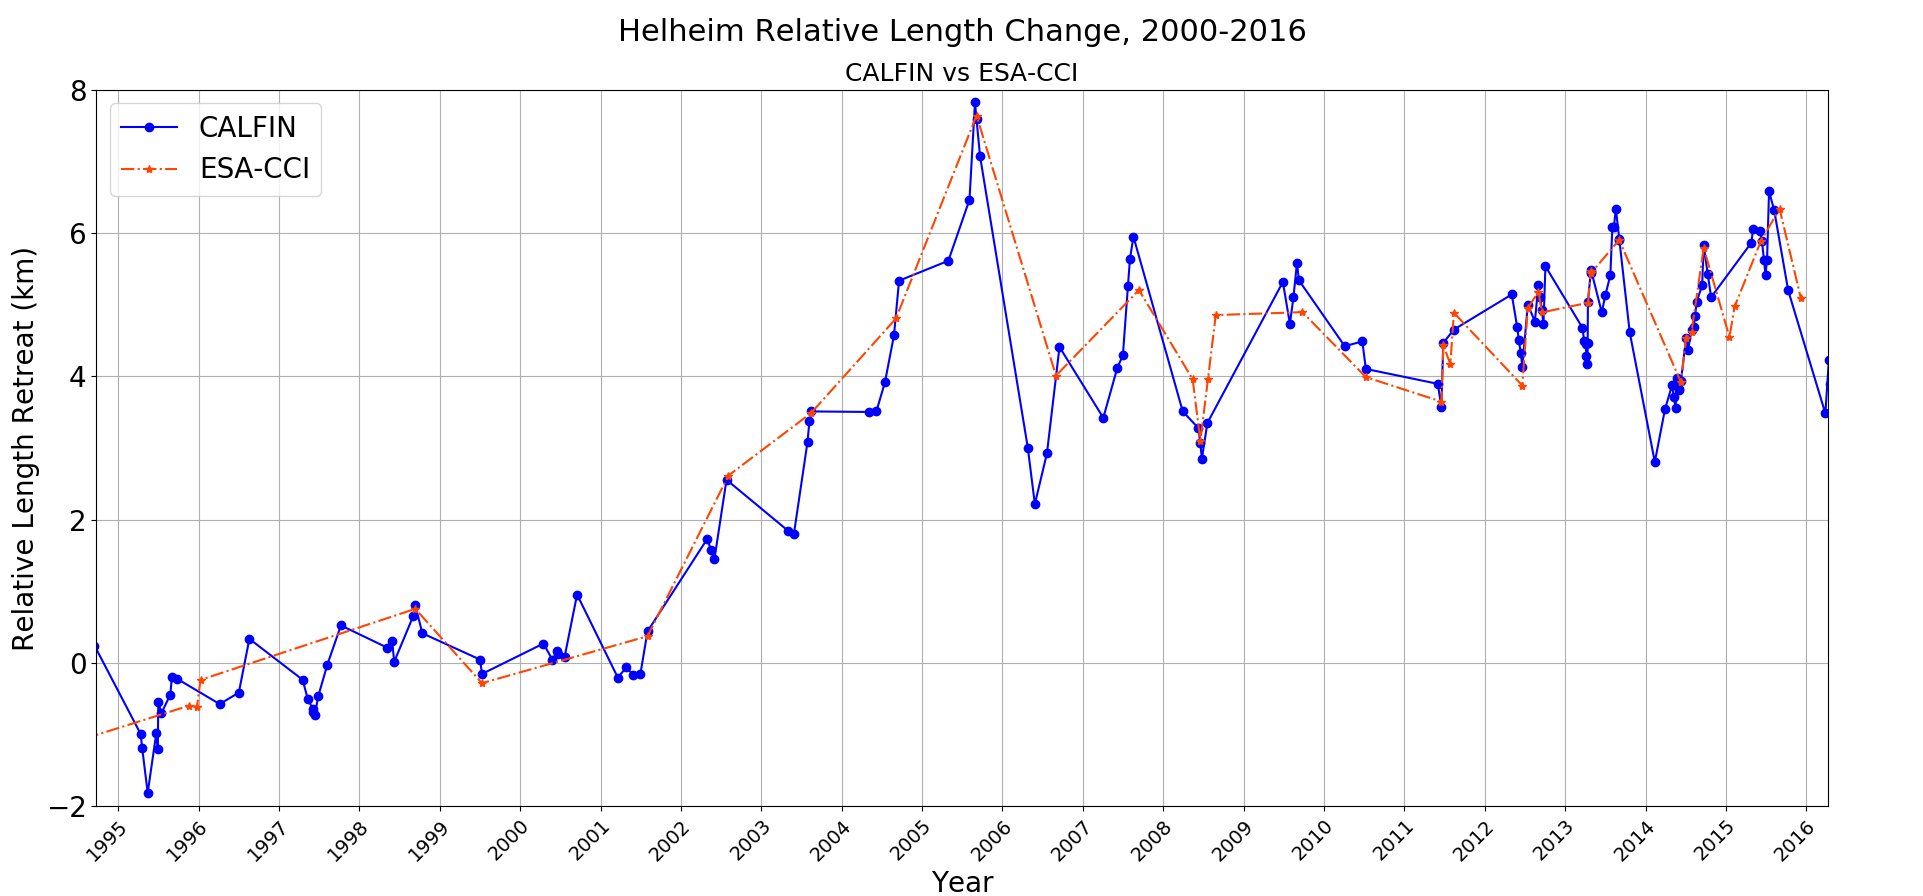 Helheim Relative Length Change, 2000-2016
CALFIN vs ESA-CCI
CALFIN
ESA-CCI
Relative Length Retreat (km)
8
6
4
2
0
−2
1995 1996 1997 1998 1999 2000 2001 2002 2003 2004 2005 2006 2007 2008 2009 2010 2011 2012 2013 2014 2015 2016
Year